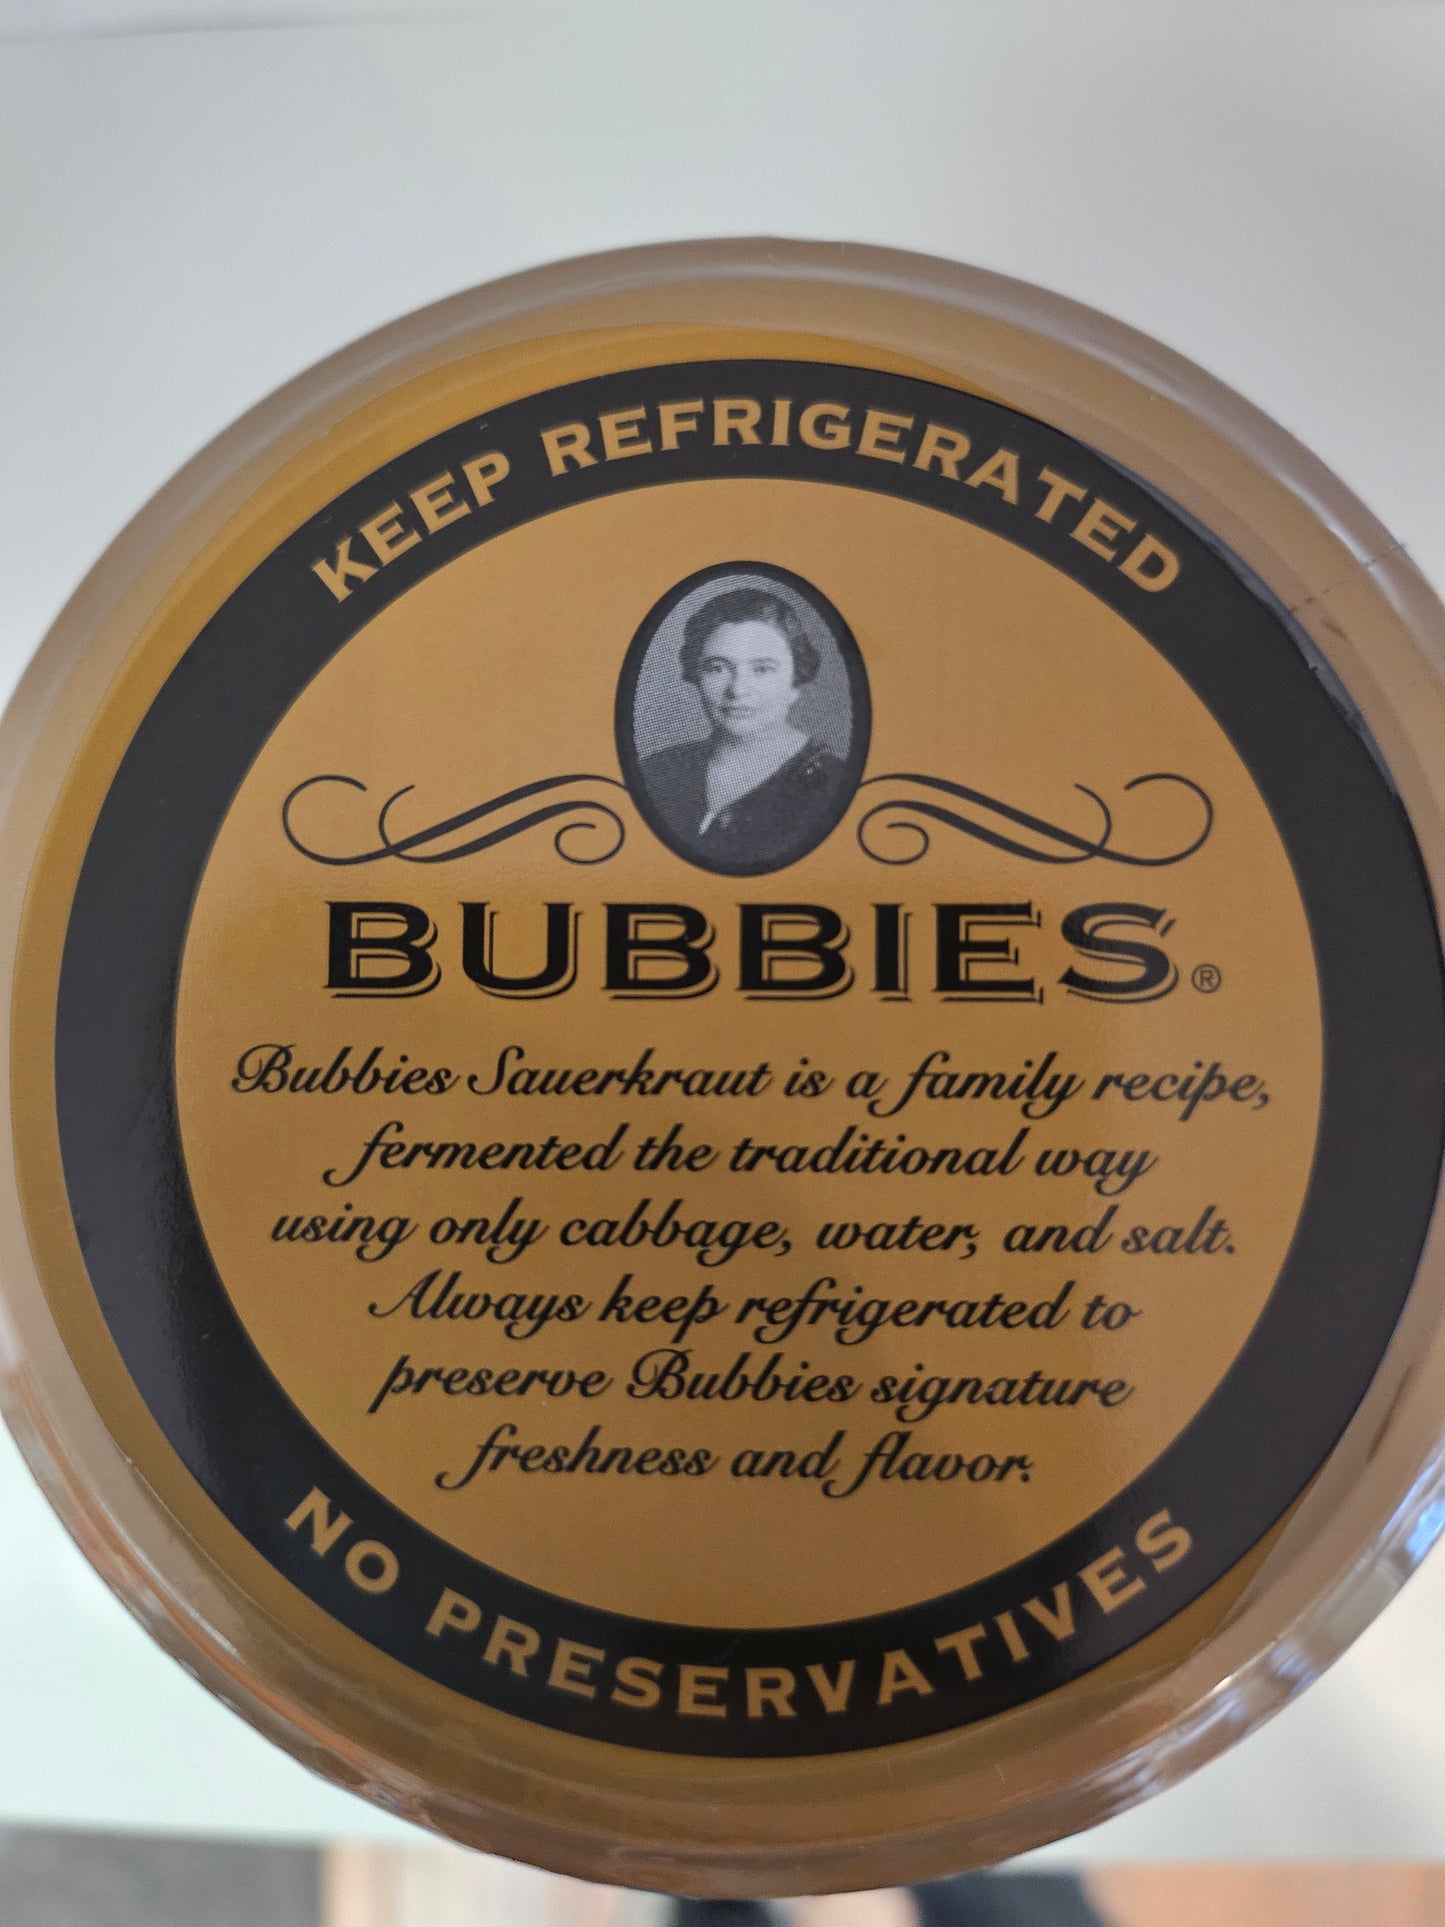 KEEP REFRIGERATED
BUBBIES®
Bubbies Sauerkraut is a family recipe,
fermented the traditional way
using only cabbage, water, and salt.
Always keep refrigerated to
preserve Bubbies signature
freshness and flavor.
NO PRESERVATIVES